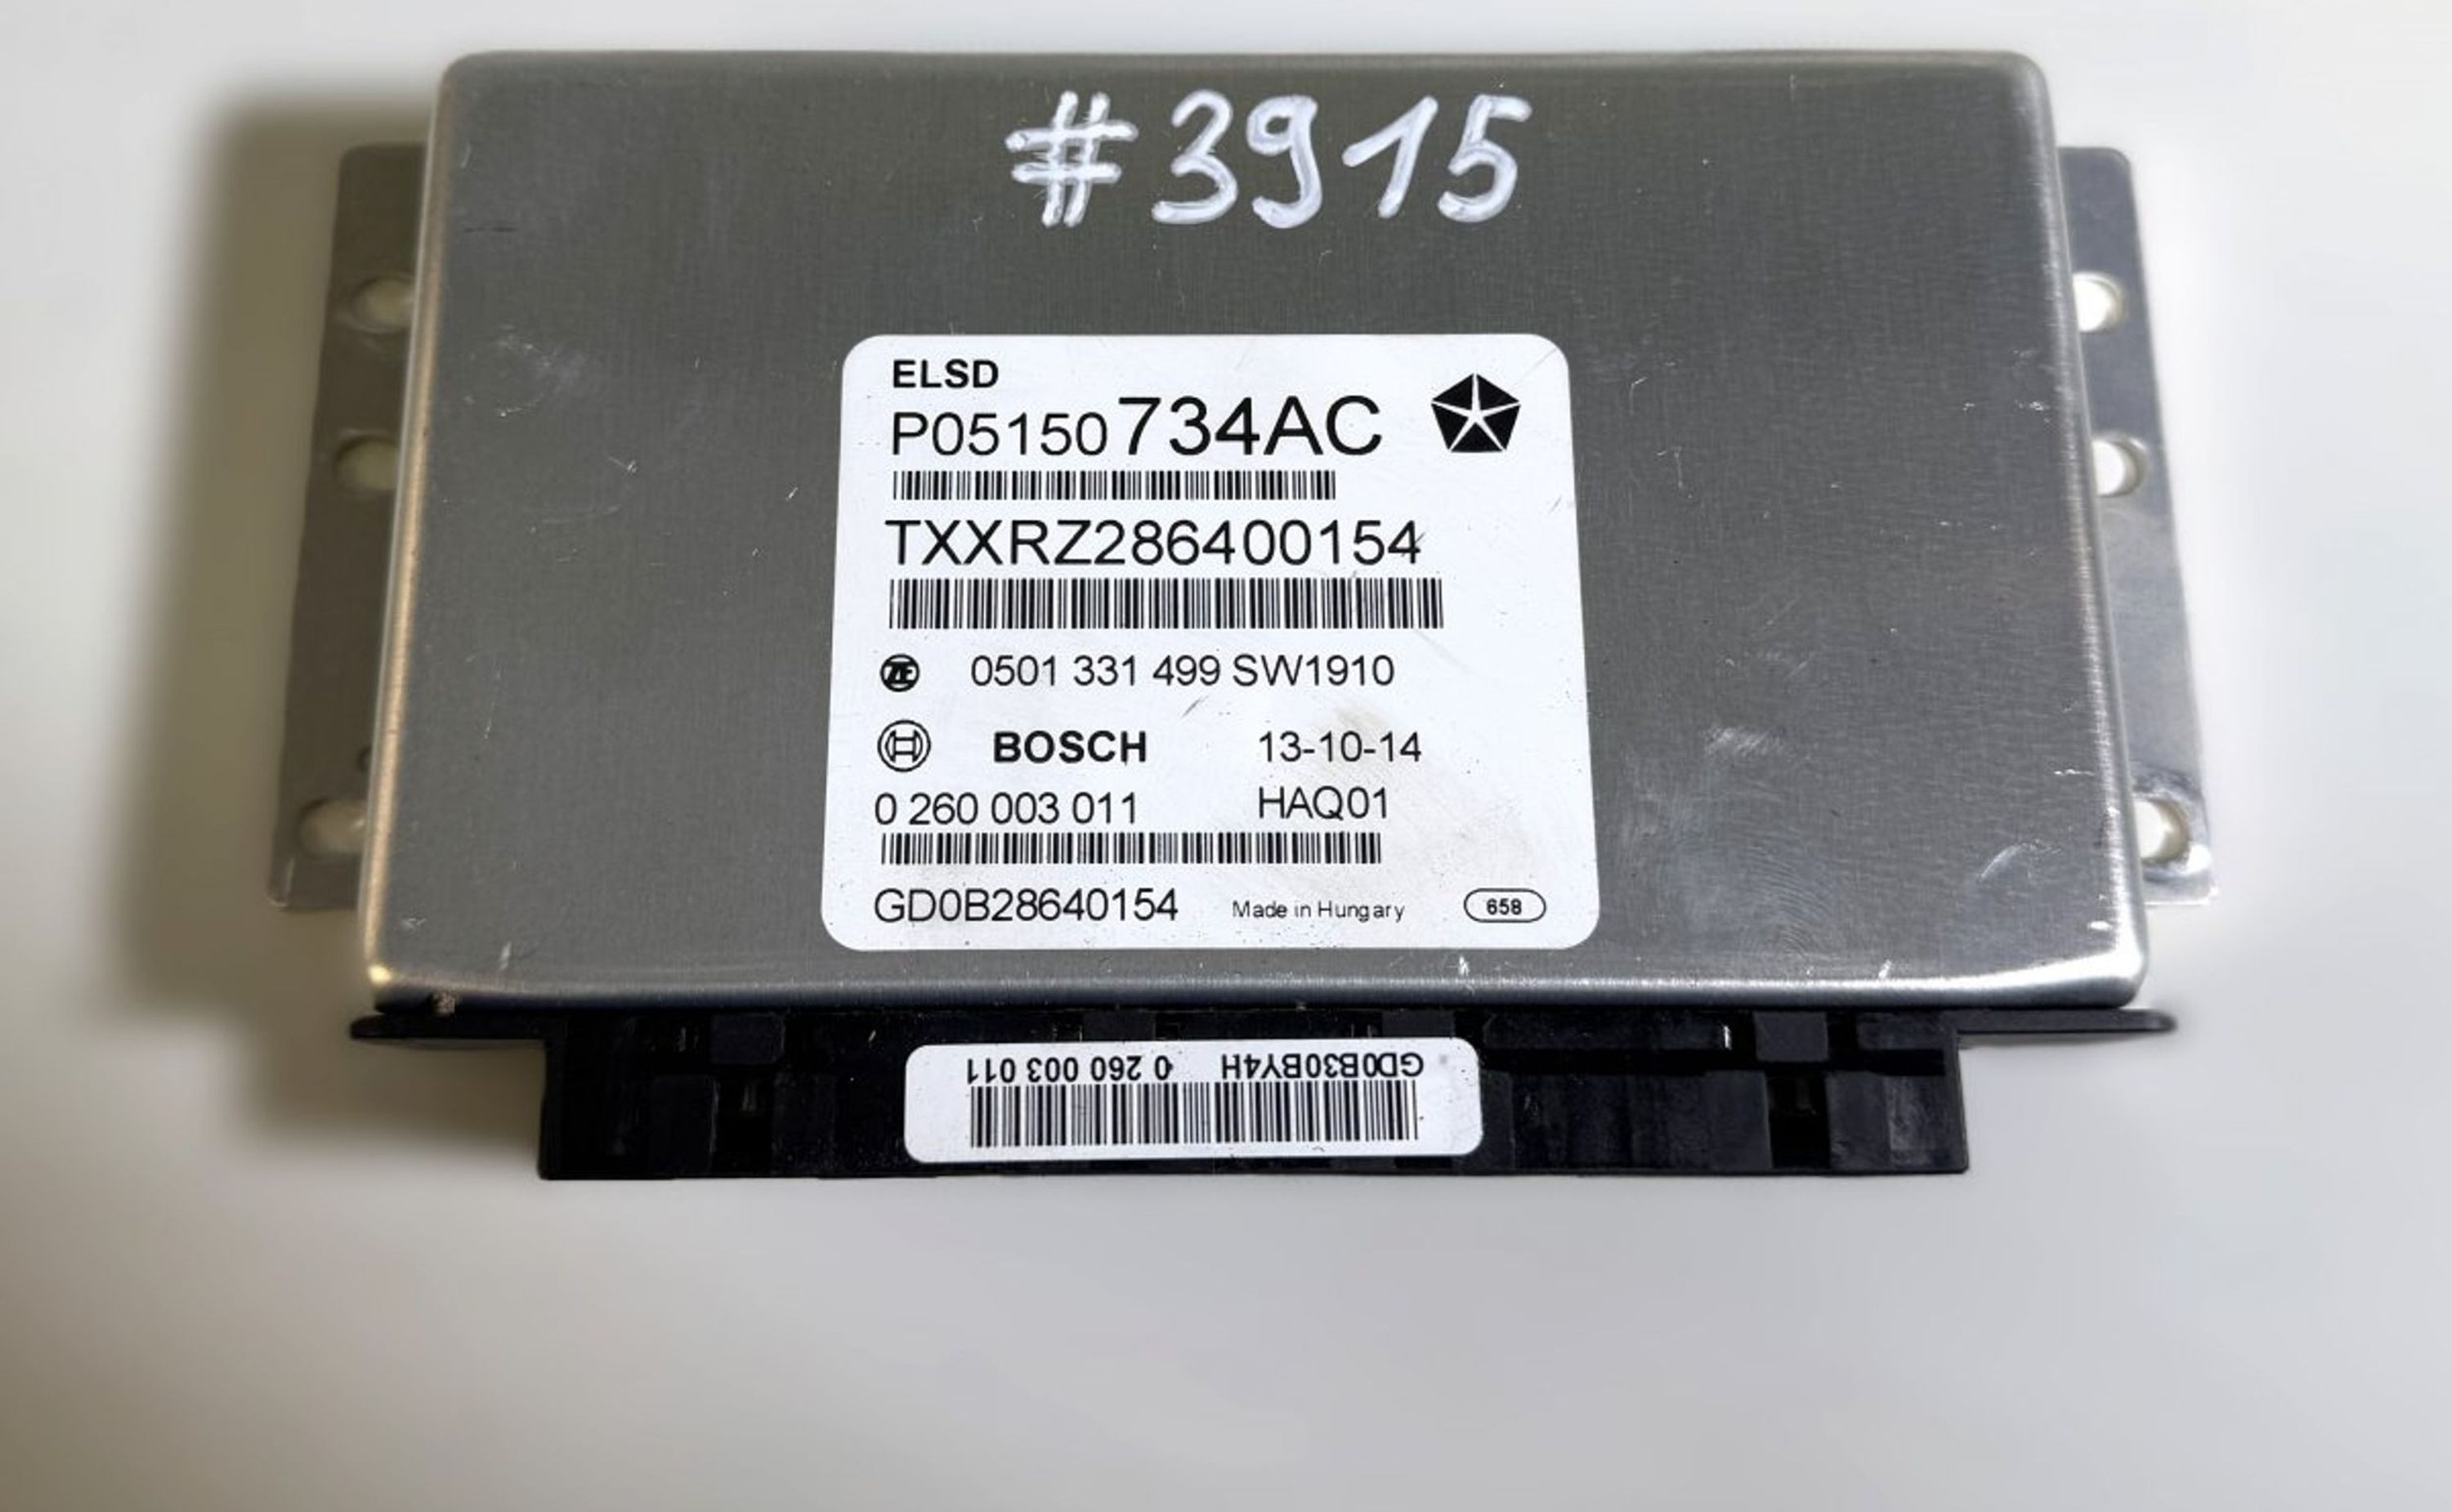 #3915
ELSD
P05150734AC
TXXRZ286400154
0501 331 499 SW1910
BOSCH 13-10-14
0 260 003 011 HAQ01
GD0B28640154 Made in Hungary 658
GD0B30BY4H 0 260 003 011